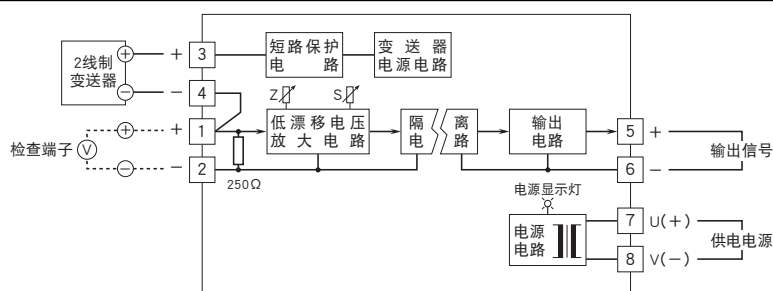 2线制
变送器
+
−
+
−
3
4
短路保护
电路
变送器
电源电路
Z
S
检查端子
V
+
−
+
−
1
2
250Ω
低漂移电压
放大电路
隔离
电路
输出
电路
5
6
+
−
输出信号
电源显示灯
电源
电路
7
8
U(+)
V(−)
供电电源